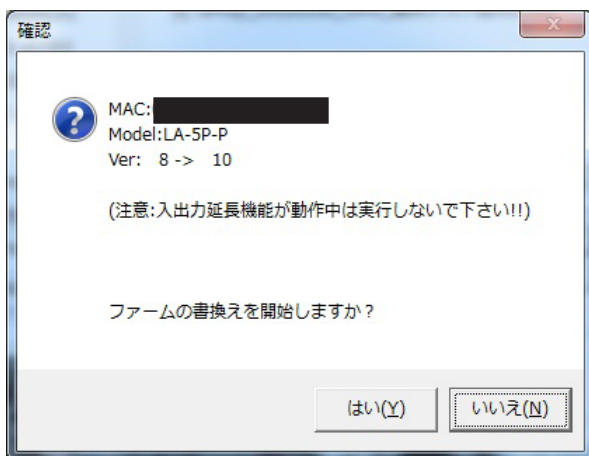 確認
MAC:
Model:LA-5P-P
Ver: 8 -> 10
(注意:入出力延長機能が動作中は実行しないで下さい!!)
ファームの書換えを開始しますか？
はい(Y)
いいえ(N)